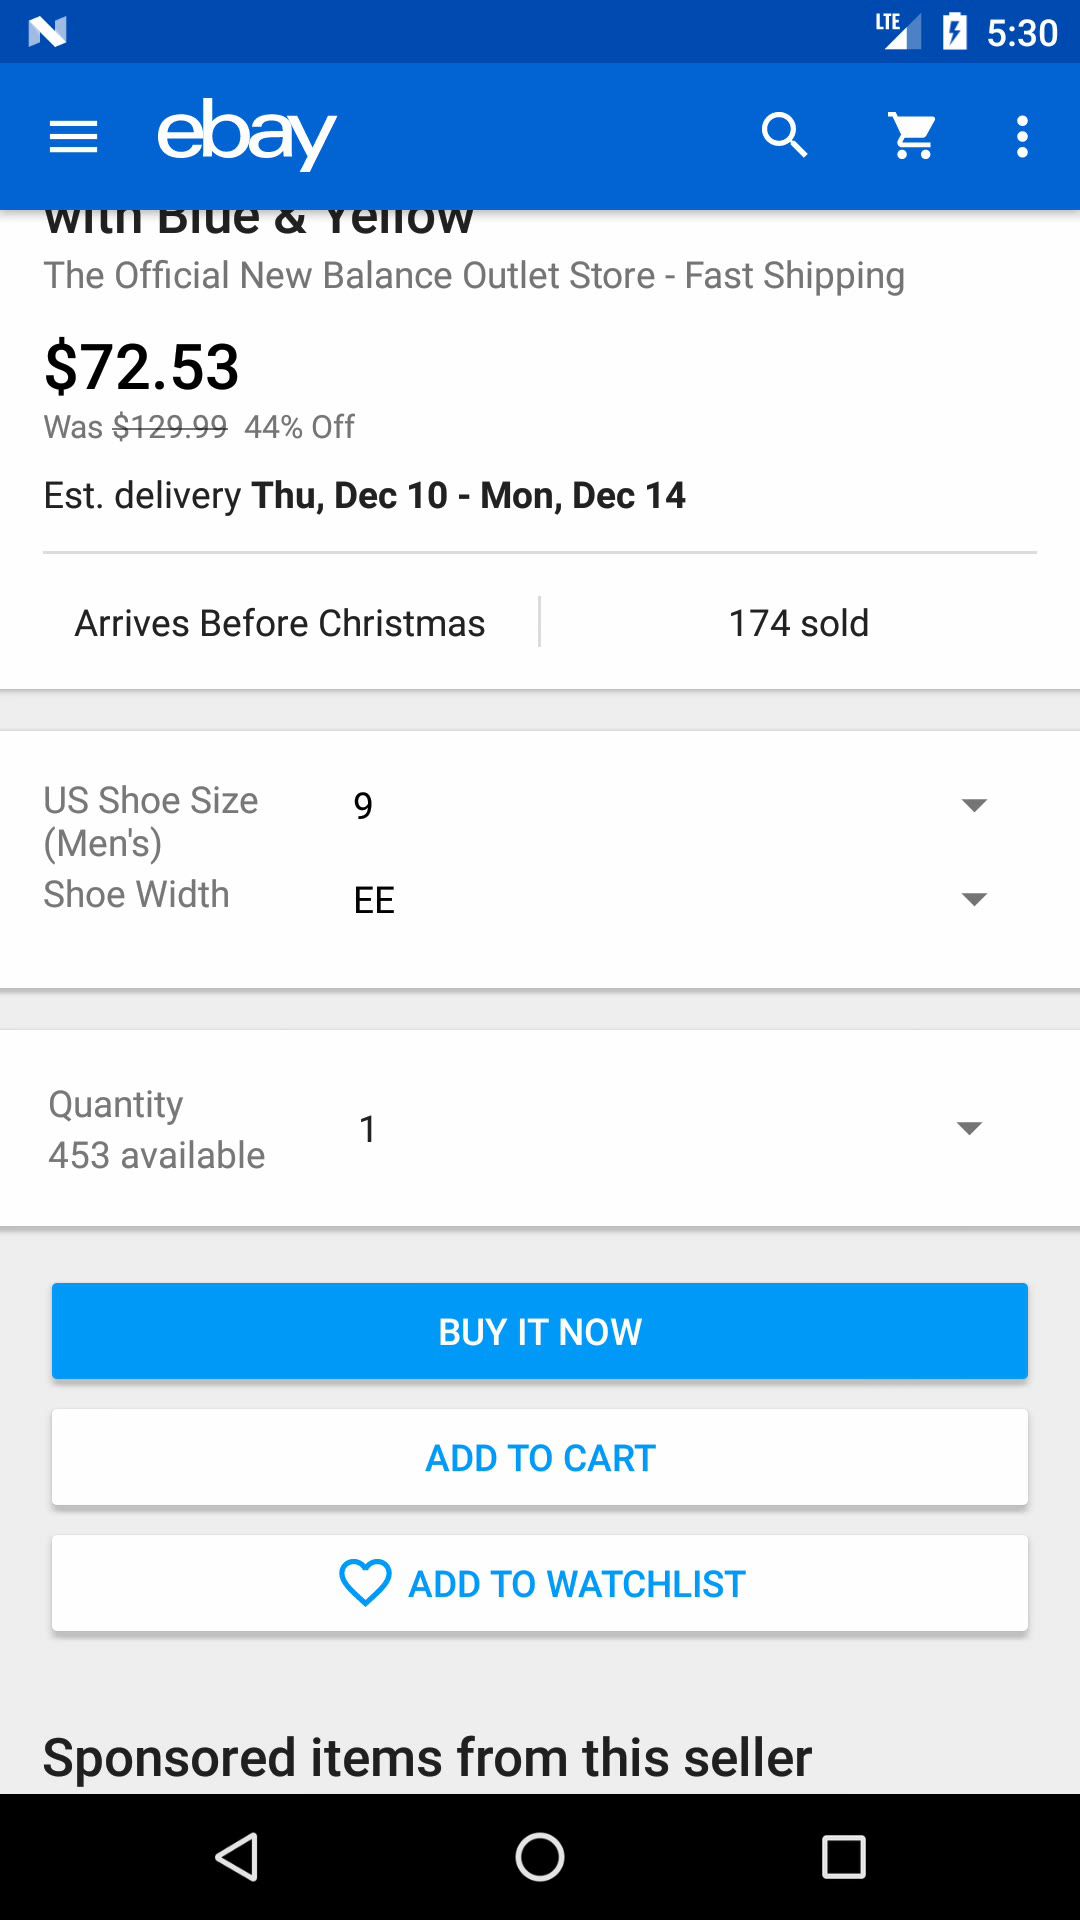 LTE 5:30
ebay
with Blue & Yellow
The Official New Balance Outlet Store - Fast Shipping
$72.53
Was $129.99 44% Off
Est. delivery Thu, Dec 10 - Mon, Dec 14
Arrives Before Christmas 174 sold
US Shoe Size 9
(Men's)
Shoe Width EE
Quantity 1
453 available
BUY IT NOW
ADD TO CART
ADD TO WATCHLIST
Sponsored items from this seller